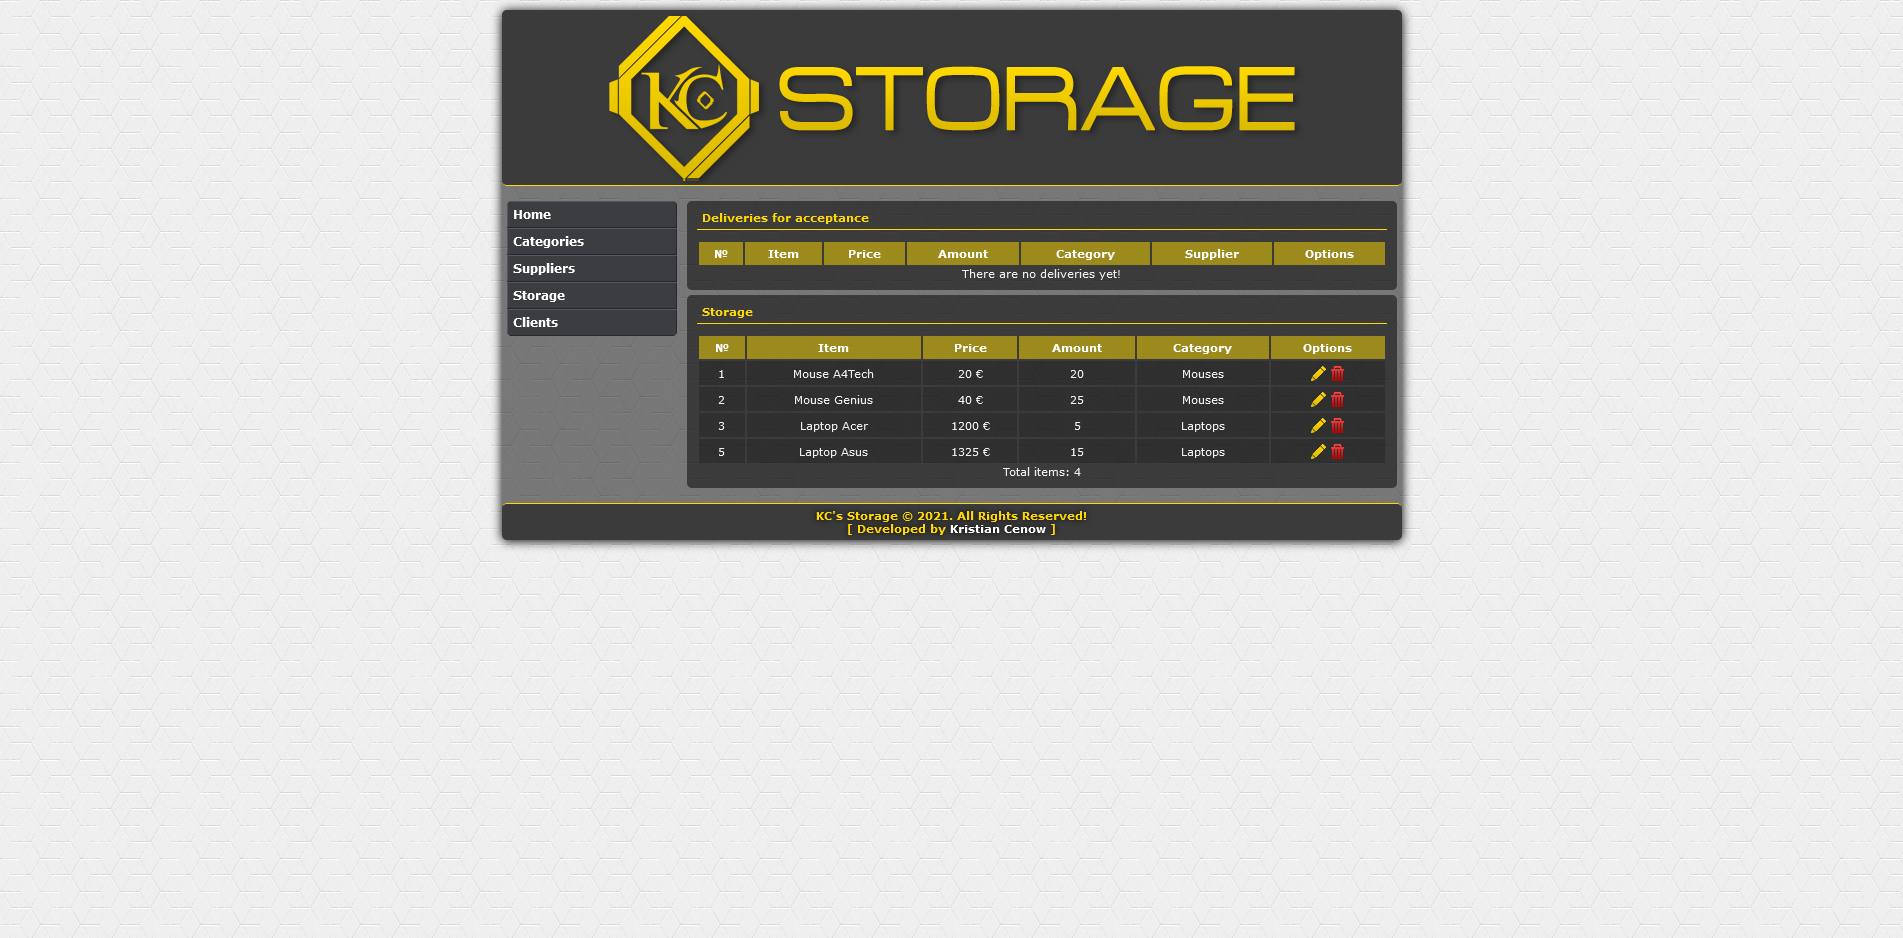 KC STORAGE
Home
Categories
Suppliers
Storage
Clients
Deliveries for acceptance
№ Item Price Amount Category Supplier Options
There are no deliveries yet!
Storage
№ Item Price Amount Category Options
1 Mouse A4Tech 20 € 20 Mouses
2 Mouse Genius 40 € 25 Mouses
3 Laptop Acer 1200 € 5 Laptops
5 Laptop Asus 1325 € 15 Laptops
Total items: 4
KC's Storage © 2021. All Rights Reserved!
[ Developed by Kristian Cenow ]